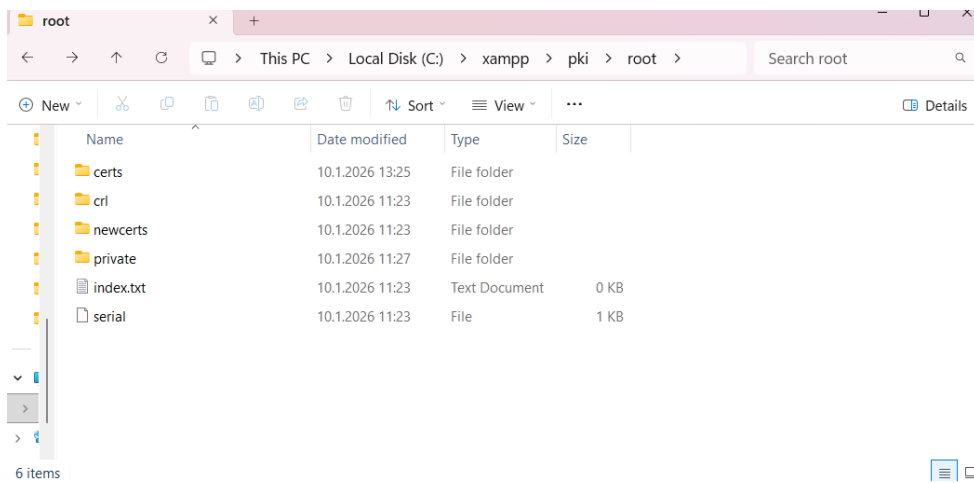 root
This PC > Local Disk (C:) > xampp > pki > root > Search root
New Sort View ... Details
Name Date modified Type Size
certs 10.1.2026 13:25 File folder
crl 10.1.2026 11:23 File folder
newcerts 10.1.2026 11:23 File folder
private 10.1.2026 11:27 File folder
index.txt 10.1.2026 11:23 Text Document 0 KB
serial 10.1.2026 11:23 File 1 KB
6 items